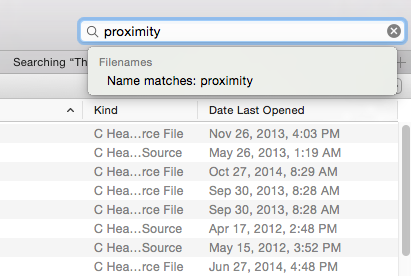 proximity
Searching “Th
Filenames
Name matches: proximity
Kind
Date Last Opened
C Hea…rce File
Nov 26, 2013, 4:03 PM
C Hea…Source
May 26, 2013, 1:19 AM
C Hea…rce File
Oct 27, 2014, 8:29 AM
C Hea…rce File
Sep 30, 2013, 8:28 AM
C Hea…rce File
Sep 30, 2013, 8:28 AM
C Hea…Source
Apr 17, 2012, 2:48 PM
C Hea…Source
May 15, 2012, 3:52 PM
C Hea…rce File
Jun 27, 2014, 4:48 PM